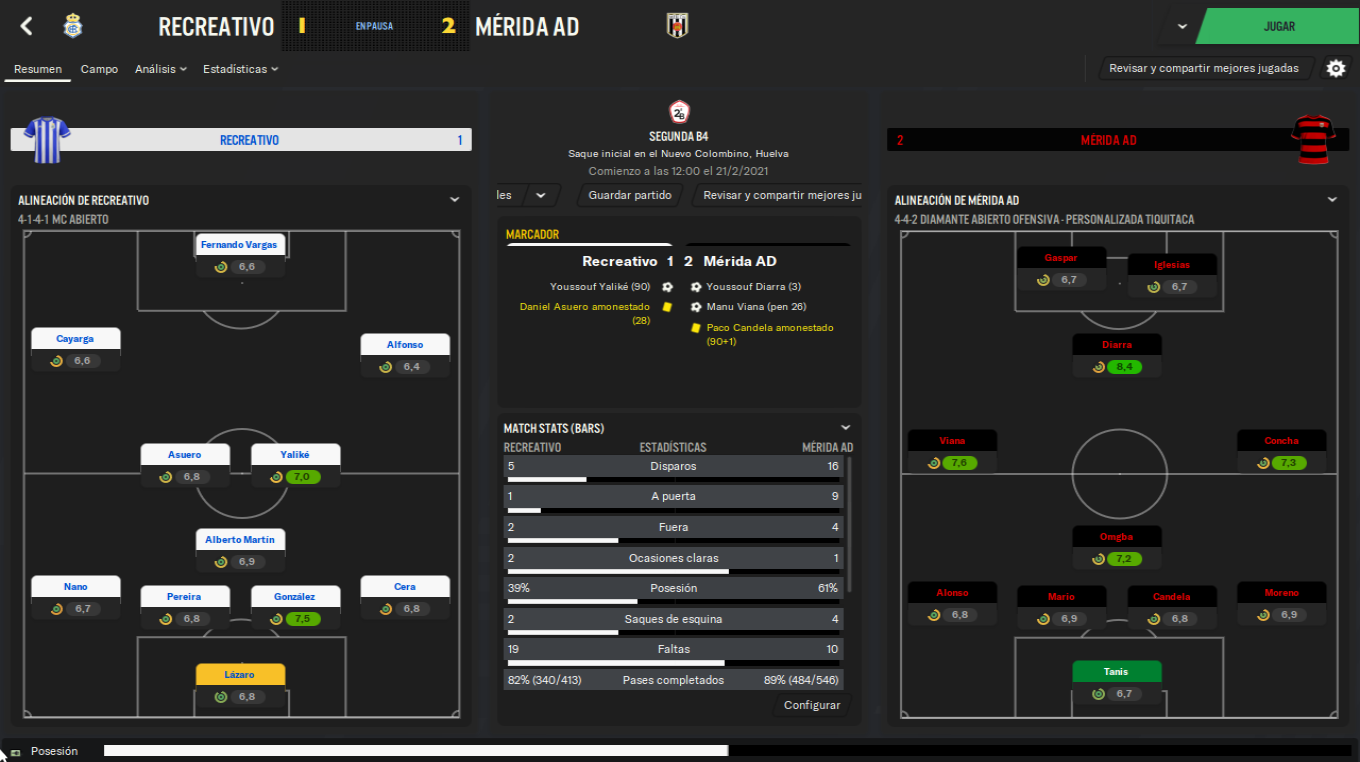 RECREATIVO
1
EN PAUSA
2
MÉRIDA AD
JUGAR
Resumen
Campo
Análisis
Estadísticas
Revisar y compartir mejores jugadas
RECREATIVO
1
ALINEACIÓN DE RECREATIVO
4-1-4-1 MC ABIERTO
Fernando Vargas
6,6
Cayarga
6,6
Alfonso
6,4
Asuero
6,8
Yaliké
7,0
Alberto Martín
6,9
Nano
6,7
Pereira
6,8
González
7,5
Cera
6,8
Lázaro
6,8
2B
SEGUNDA B4
Saque inicial en el Nuevo Colombino, Huelva
Comienzo a las 12:00 el 21/2/2021
les
Guardar partido
Revisar y compartir mejores ju
MARCADOR
Recreativo 1 2 Mérida AD
Youssouf Yaliké (90)
Youssouf Diarra (3)
Daniel Asuero amonestado
(28)
Manu Viana (pen 26)
Paco Candela amonestado
(90+1)
MATCH STATS (BARS)
RECREATIVO ESTADÍSTICAS MÉRIDA AD
5 Disparos 16
1 A puerta 9
2 Fuera 4
2 Ocasiones claras 1
39% Posesión 61%
2 Saques de esquina 4
19 Faltas 10
82% (340/413) Pases completados 89% (484/546)
Configurar
2
MÉRIDA AD
ALINEACIÓN DE MÉRIDA AD
4-4-2 DIAMANTE ABIERTO OFENSIVA - PERSONALIZADA TIQUITACA
Gaspar
6,7
Iglesias
6,7
Diarra
8,4
Viana
7,6
Concha
7,3
Omgba
7,2
Alonso
6,8
Mario
6,9
Candela
6,8
Moreno
6,9
Tanis
6,7
Posesión